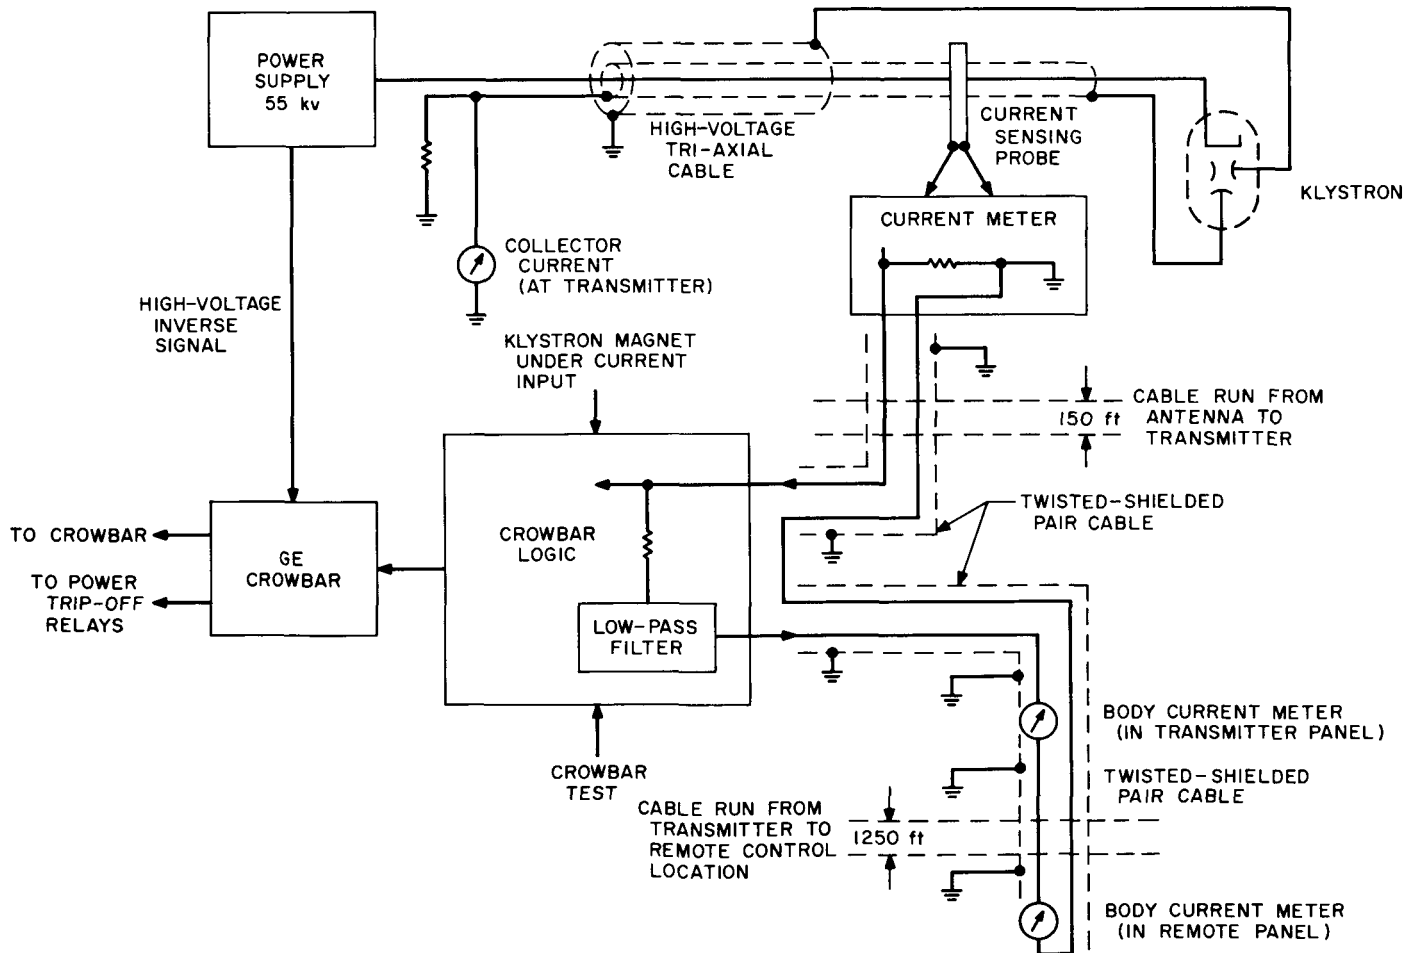 POWER
SUPPLY
55 kv
HIGH-VOLTAGE
TRI-AXIAL
CABLE
CURRENT
SENSING
PROBE
KLYSTRON
CURRENT METER
COLLECTOR
CURRENT
(AT TRANSMITTER)
HIGH-VOLTAGE
INVERSE
SIGNAL
KLYSTRON MAGNET
UNDER CURRENT
INPUT
150 ft
CABLE RUN FROM
ANTENNA TO
TRANSMITTER
TWISTED-SHIELDED
PAIR CABLE
TO CROWBAR
TO POWER
TRIP-OFF
RELAYS
GE
CROWBAR
CROWBAR
LOGIC
LOW-PASS
FILTER
CROWBAR
TEST
BODY CURRENT METER
(IN TRANSMITTER PANEL)
TWISTED-SHIELDED
PAIR CABLE
CABLE RUN FROM
TRANSMITTER TO
REMOTE CONTROL
LOCATION
1250 ft
BODY CURRENT METER
(IN REMOTE PANEL)